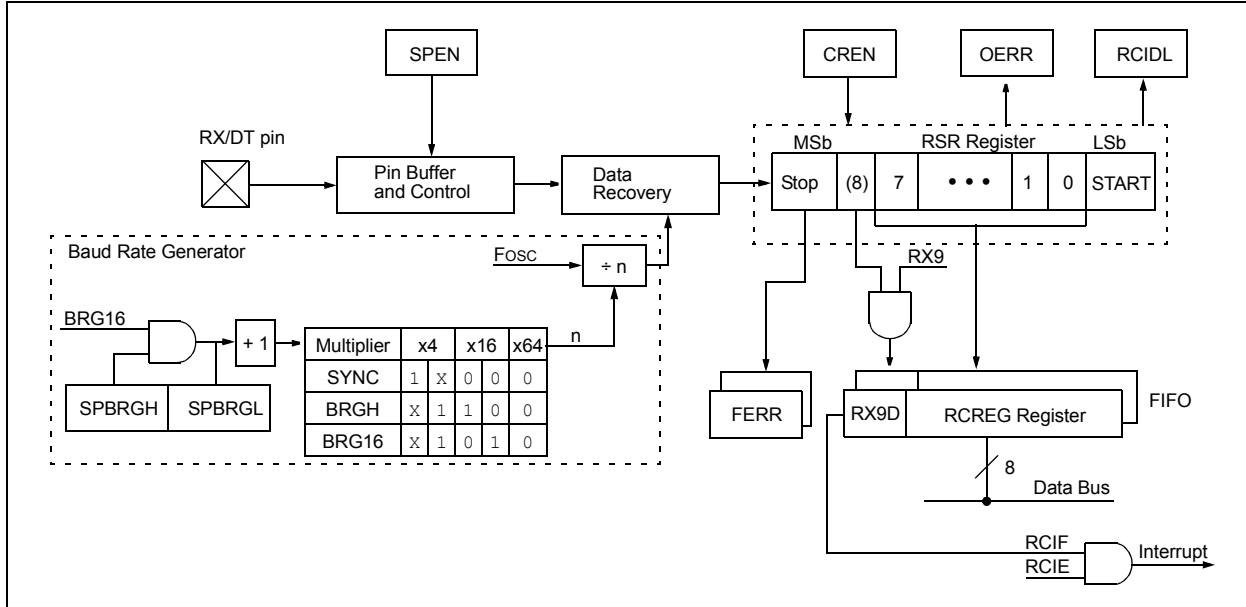 SPEN
CREN
OERR
RCIDL
RX/DT pin
Pin Buffer
and Control
Data
Recovery
MSb RSR Register LSb
Stop (8) 7 • • • 1 0 START
Baud Rate Generator
FOSC
÷ n
RX9
BRG16
+ 1
n
SPBRGH SPBRGL
Multiplier x4 x16 x64
SYNC 1 X 0 0 0
BRGH X 1 1 0 0
BRG16 X 1 0 1 0
FERR
RX9D RCREG Register
FIFO
8
Data Bus
RCIF
RCIE
Interrupt